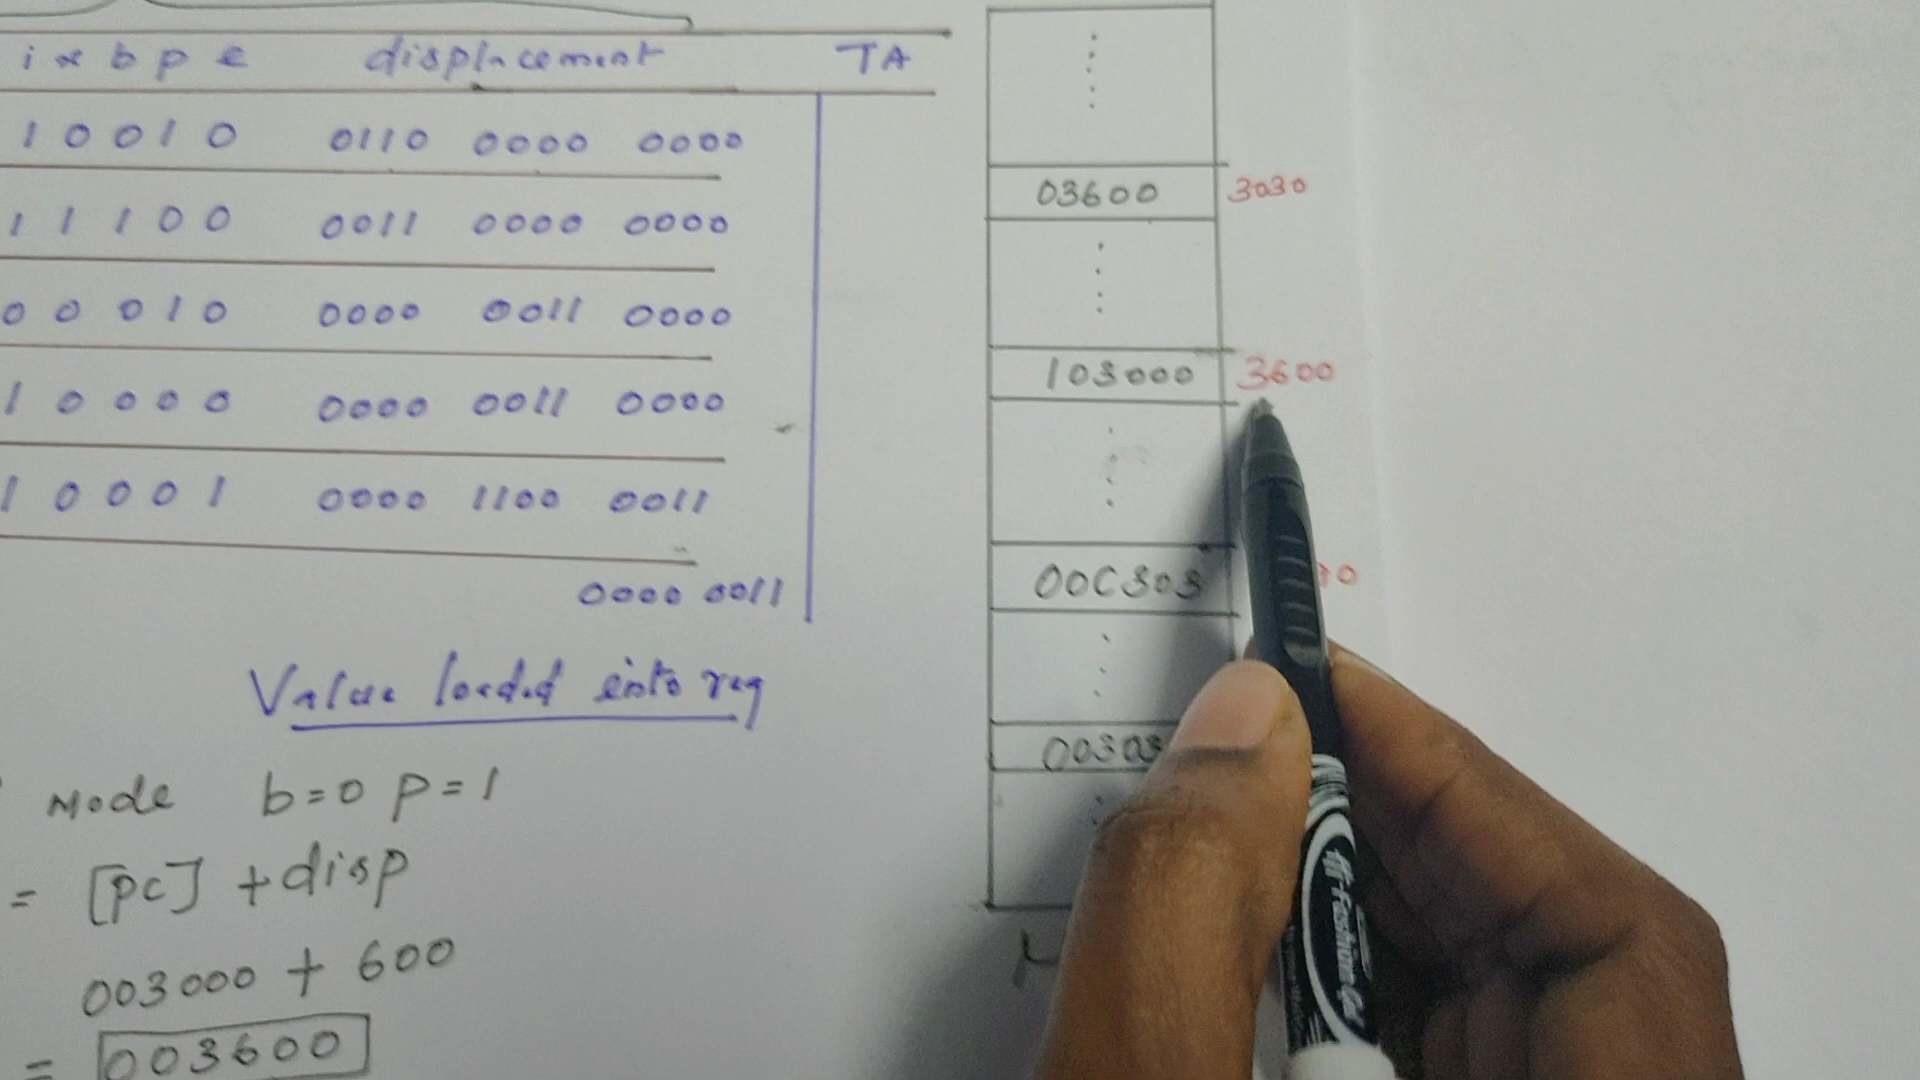 i x b p e displacement TA
1 0 0 1 0 0110 0000 0000
1 1 1 0 0 0011 0000 0000
0 0 0 1 0 0000 0011 0000
1 0 0 0 0 0000 0011 0000
1 0 0 0 1 0000 1100 0011
0000 0011
Value loaded into reg
Mode b=0 p=1
= [pc] + disp
003000 + 600
= 003600
03600 3030
103000 3600
00C303